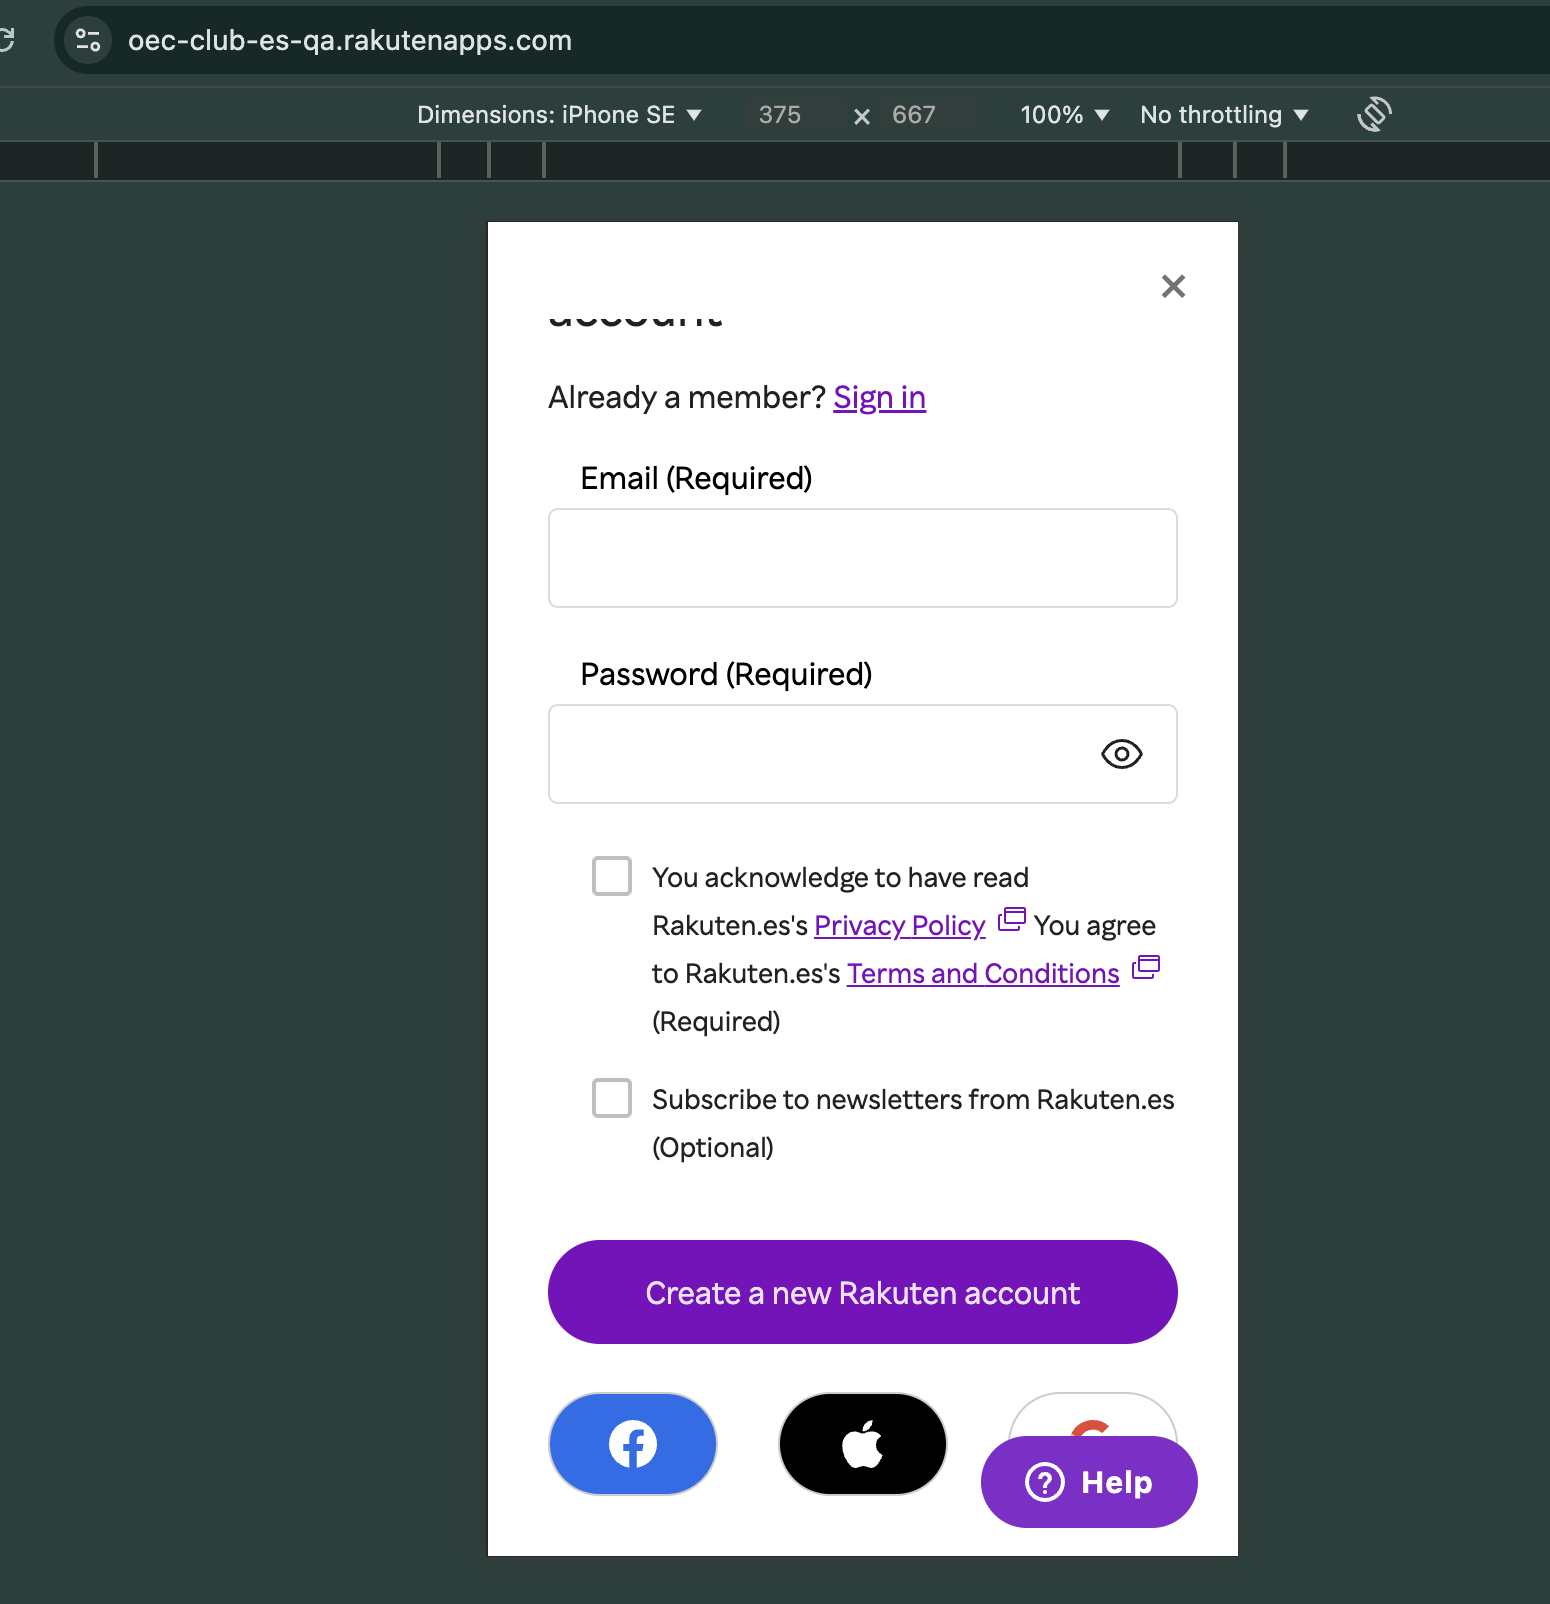 oec-club-es-qa.rakutenapps.com
Dimensions: iPhone SE ▼ 375 × 667 100% ▼ No throttling ▼
account
Already a member? Sign in
Email (Required)
Password (Required)
You acknowledge to have read
Rakuten.es's Privacy Policy You agree
to Rakuten.es's Terms and Conditions
(Required)
Subscribe to newsletters from Rakuten.es
(Optional)
Create a new Rakuten account
Help